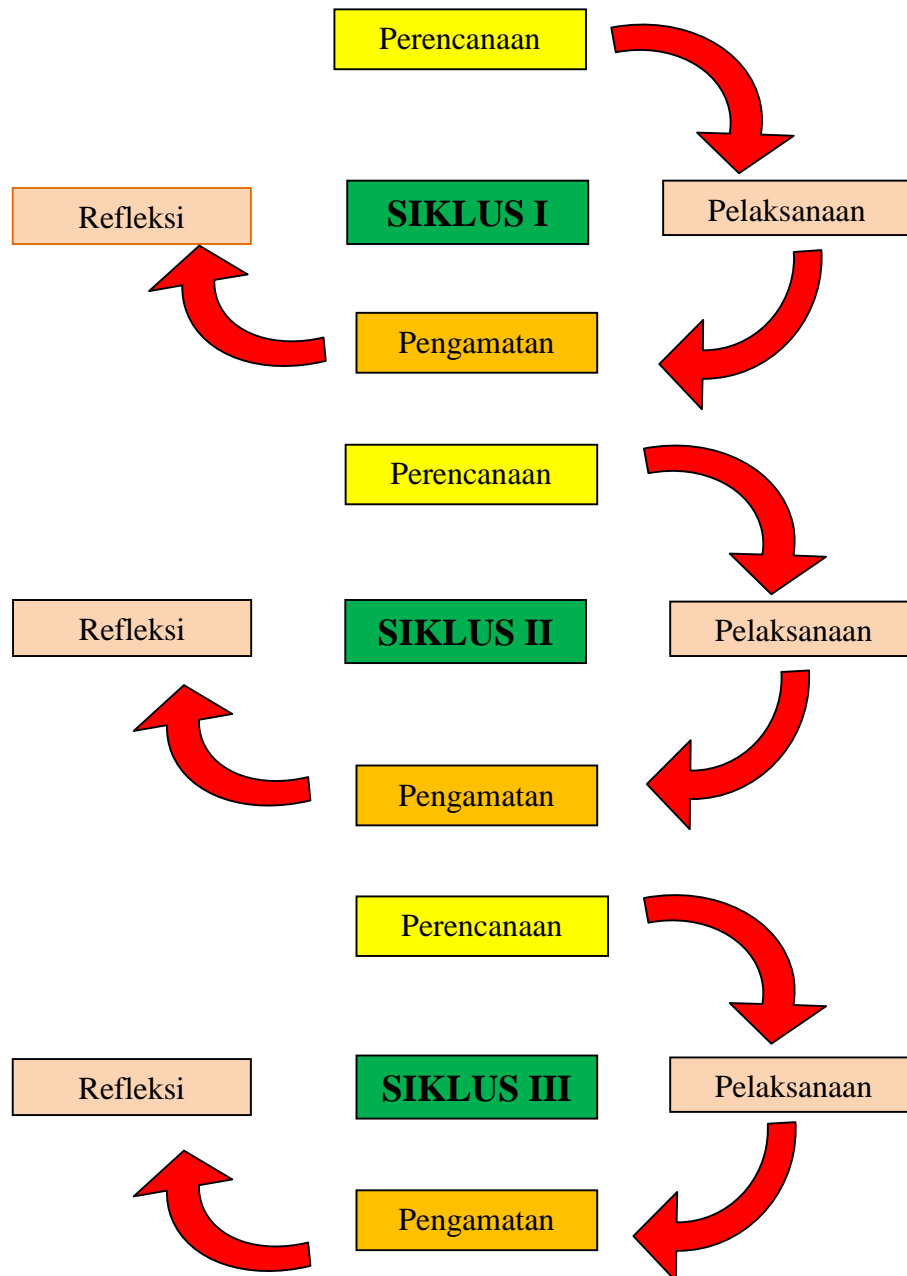 Perencanaan
Refleksi
SIKLUS I
Pelaksanaan
Pengamatan
Perencanaan
Refleksi
SIKLUS II
Pelaksanaan
Pengamatan
Perencanaan
Refleksi
SIKLUS III
Pelaksanaan
Pengamatan